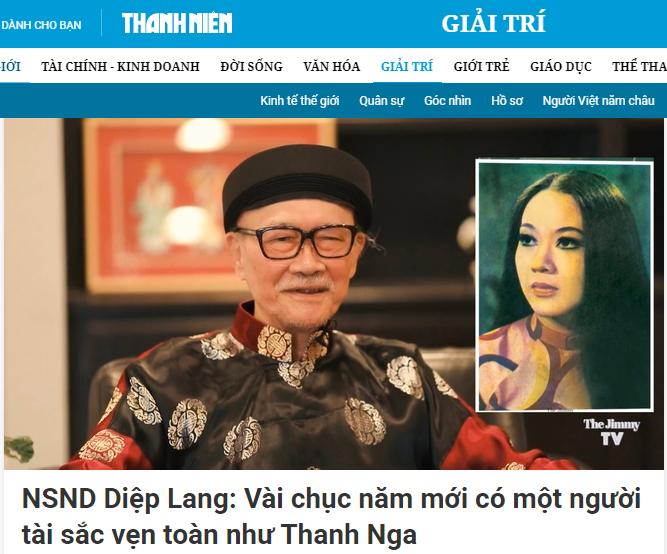 DÀNH CHO BẠN THANH NIÊN GIẢI TRÍ
IỚI TÀI CHÍNH - KINH DOANH ĐỜI SỐNG VĂN HÓA GIẢI TRÍ GIỚI TRẺ GIÁO DỤC THỂ THA
Kinh tế thế giới Quân sự Góc nhìn Hồ sơ Người Việt năm châu
The Jimmy
TV
NSND Diệp Lang: Vài chục năm mới có một người
tài sắc vẹn toàn như Thanh Nga